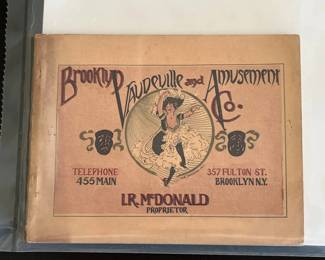 Brooklyn
Vaudeville and Amusement
Co.
TELEPHONE
455 MAIN
357 FULTON ST.
BROOKLYN N.Y.
I.R. McDONALD
PROPRIETOR